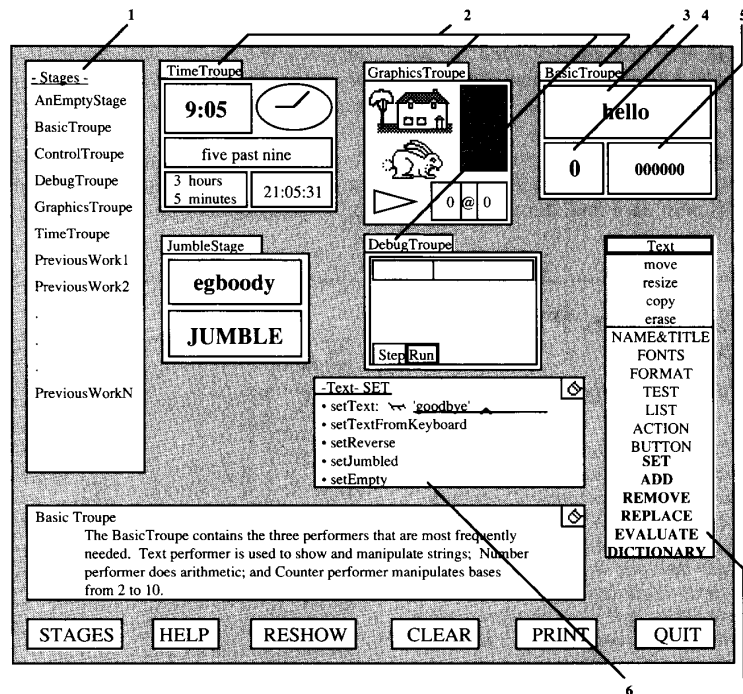 1
2
3
4
5
- Stages -
AnEmptyStage
BasicTroupe
ControlTroupe
DebugTroupe
GraphicsTroupe
TimeTroupe
PreviousWork1
PreviousWork2
.
.
.
PreviousWorkN
TimeTroupe
9:05
five past nine
3 hours
5 minutes
21:05:31
GraphicsTroupe
0 @ 0
BasicTroupe
hello
0
000000
JumbleStage
egboody
JUMBLE
DebugTroupe
Step Run
Text
move
resize
copy
erase
NAME&TITLE
FONTS
FORMAT
TEST
LIST
ACTION
BUTTON
SET
ADD
REMOVE
REPLACE
EVALUATE
DICTIONARY
-Text- SET
• setText: 'goodbye'
• setTextFromKeyboard
• setReverse
• setJumbled
• setEmpty
Basic Troupe
The BasicTroupe contains the three performers that are most frequently
needed. Text performer is used to show and manipulate strings; Number
performer does arithmetic; and Counter performer manipulates bases
from 2 to 10.
STAGES HELP RESHOW CLEAR PRINT QUIT
6